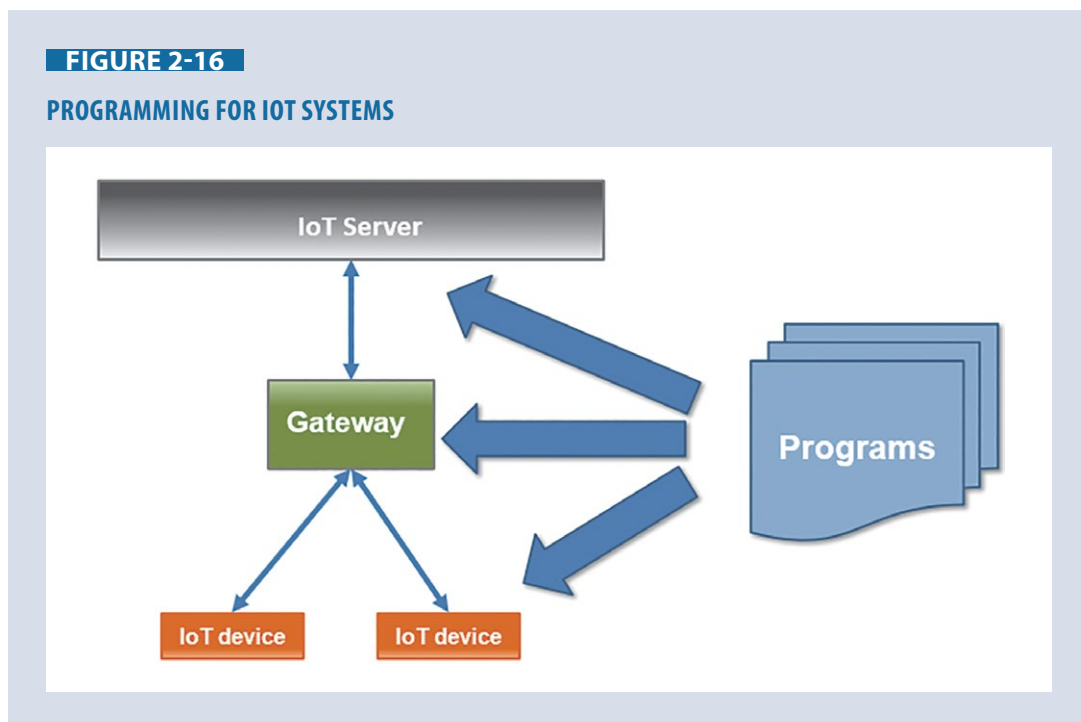 FIGURE 2-16
PROGRAMMING FOR IOT SYSTEMS
IoT Server
Gateway
Programs
IoT device
IoT device